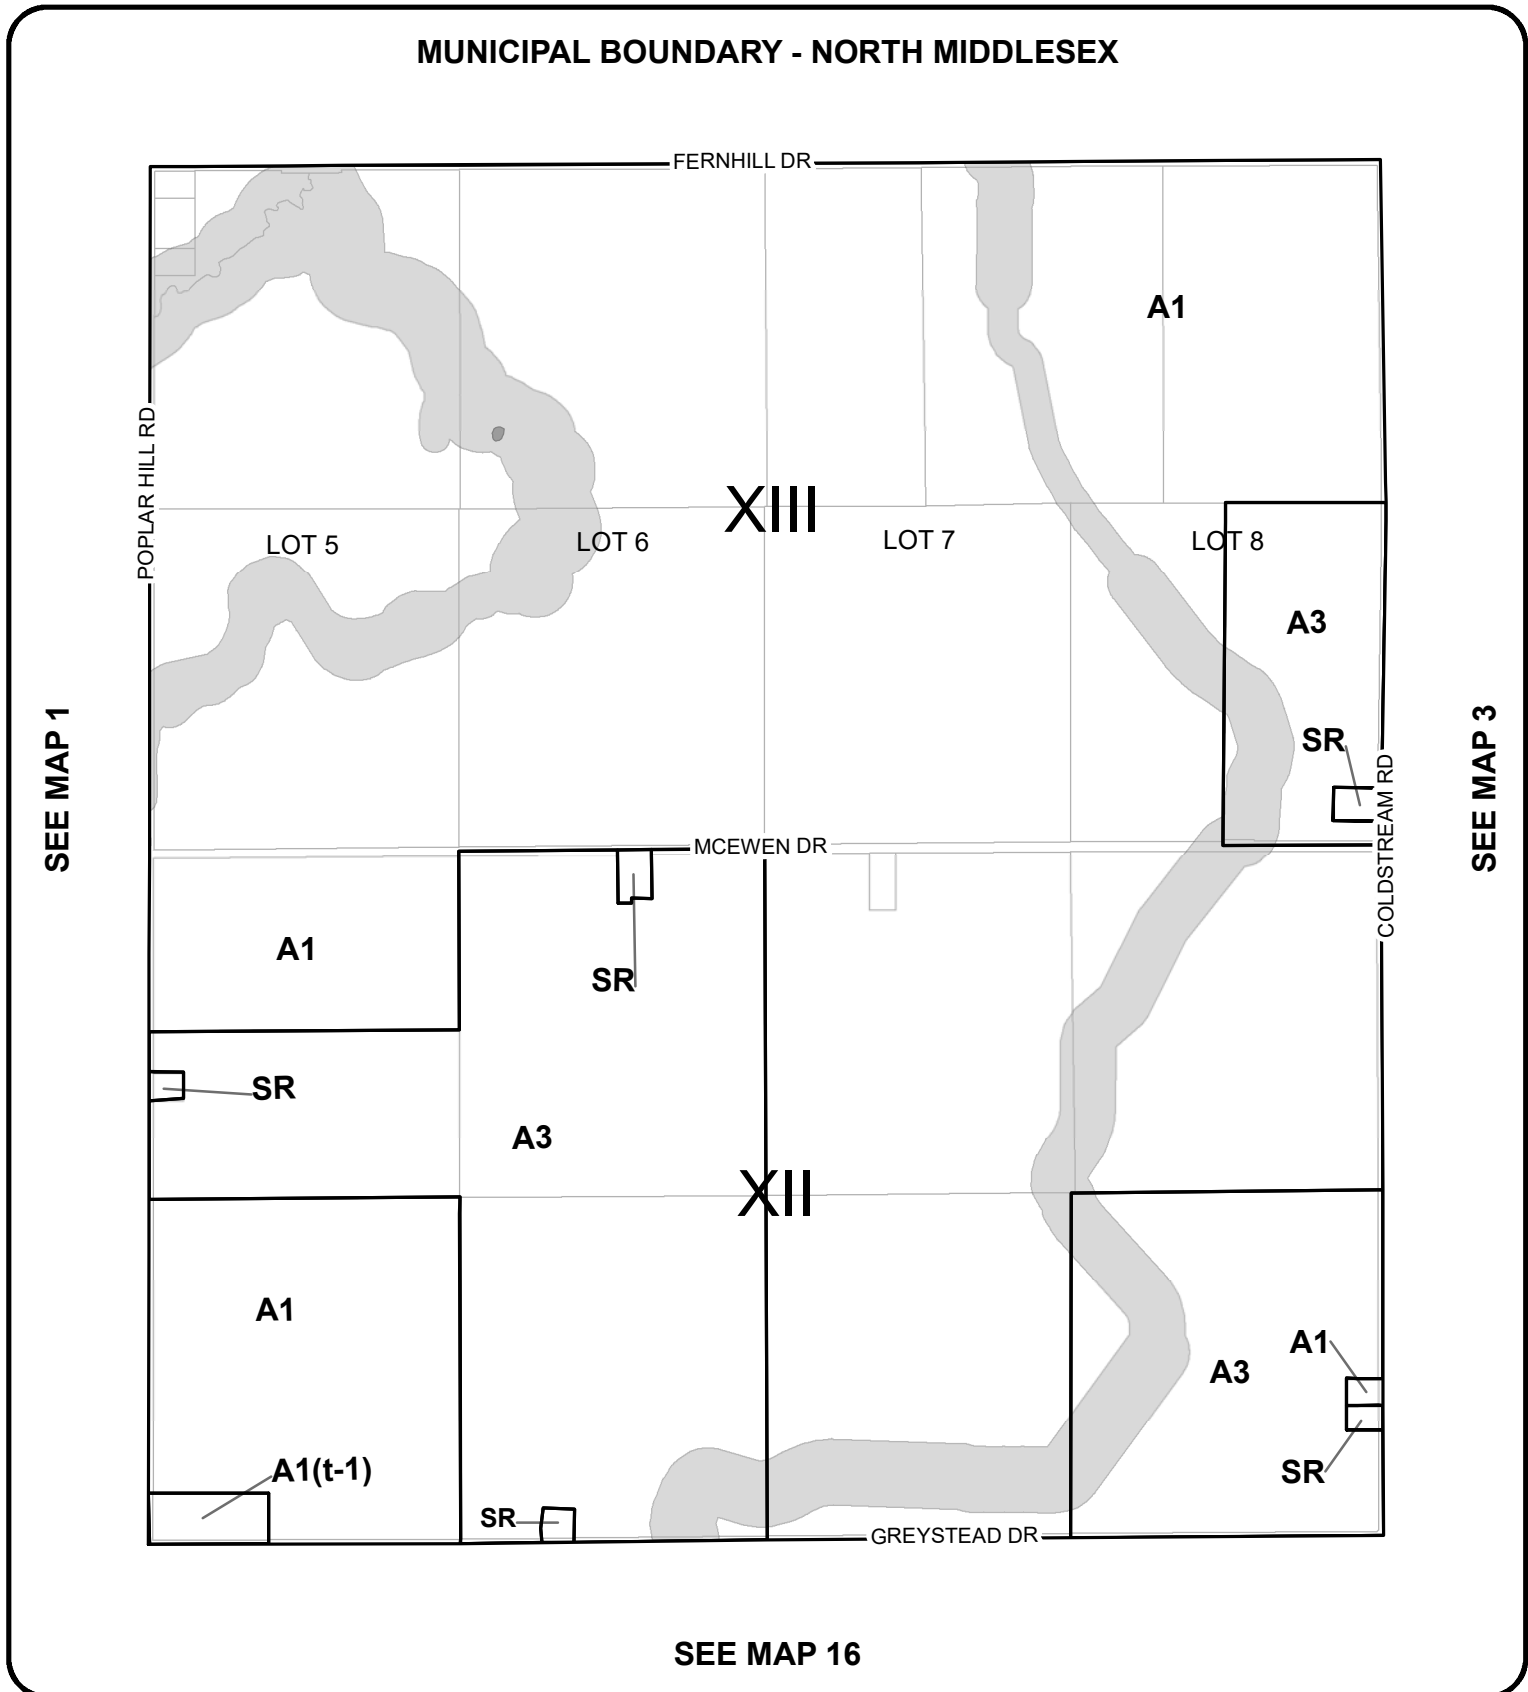 MUNICIPAL BOUNDARY - NORTH MIDDLESEX
FERNHILL DR
A1
POPLAR HILL RD
XIII
LOT 5
LOT 6
LOT 7
LOT 8
A3
SR
SEE MAP 1
SEE MAP 3
COLDSTREAM RD
MCEWEN DR
A1
SR
SR
A3
XII
A1
A1
A3
A1(t-1)
SR
SR
GREYSTEAD DR
SEE MAP 16